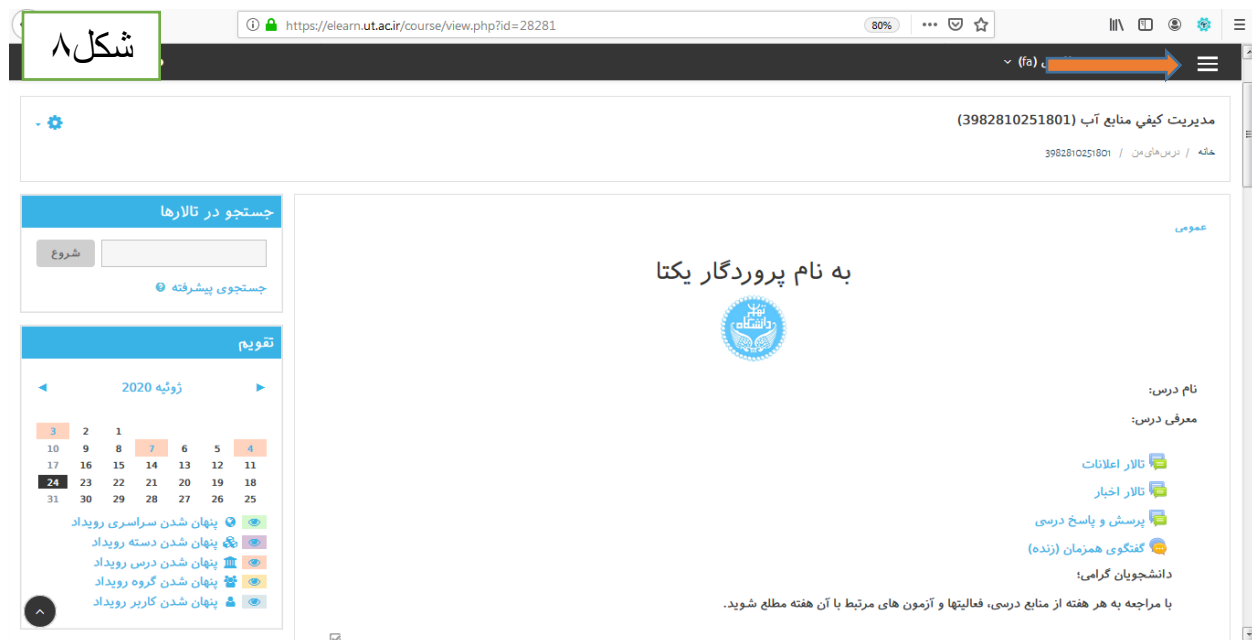 https://elearn.ut.ac.ir/course/view.php?id=28281
80%
شکل۸
(fa)
مدیریت کیفي منابع آب (3982810251801)
خانه / درس‌های من / 3982810251801
عمومی
به نام پروردگار یکتا
نام درس:
معرفی درس:
تالار اعلانات
تالار اخبار
پرسش و پاسخ درسی
گفتگوی همزمان (زنده)
دانشجویان گرامی؛
با مراجعه به هر هفته از منابع درسی، فعالیتها و آزمون های مرتبط با آن هفته مطلع شوید.
جستجو در تالارها
شروع
جستجوی پیشرفته
تقویم
ژوئیه 2020
1 2 3
4 5 6 7 8 9 10
11 12 13 14 15 16 17
18 19 20 21 22 23 24
25 26 27 28 29 30 31
پنهان شدن سراسری رویداد
پنهان شدن دسته رویداد
پنهان شدن درس رویداد
پنهان شدن گروه رویداد
پنهان شدن کاربر رویداد